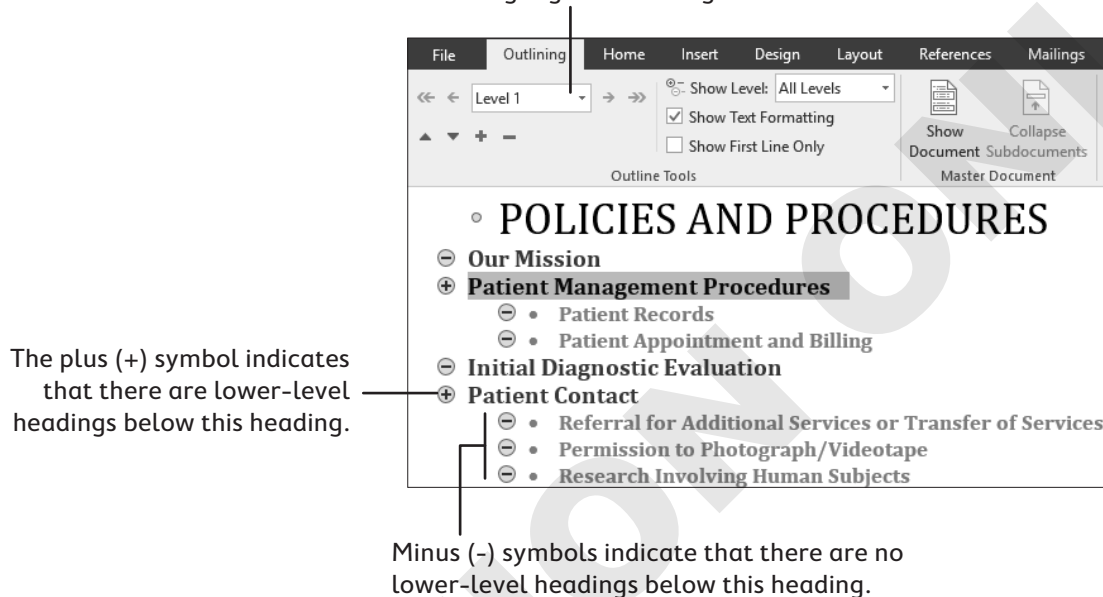 File Outlining Home Insert Design Layout References Mailings
Level 1 Show Level: All Levels
Show Text Formatting
Show First Line Only
Show Document Collapse Subdocuments
Outline Tools Master Document
POLICIES AND PROCEDURES
Our Mission
Patient Management Procedures
• Patient Records
• Patient Appointment and Billing
Initial Diagnostic Evaluation
The plus (+) symbol indicates
that there are lower-level
headings below this heading.
Patient Contact
• Referral for Additional Services or Transfer of Services
• Permission to Photograph/Videotape
• Research Involving Human Subjects
Minus (-) symbols indicate that there are no
lower-level headings below this heading.